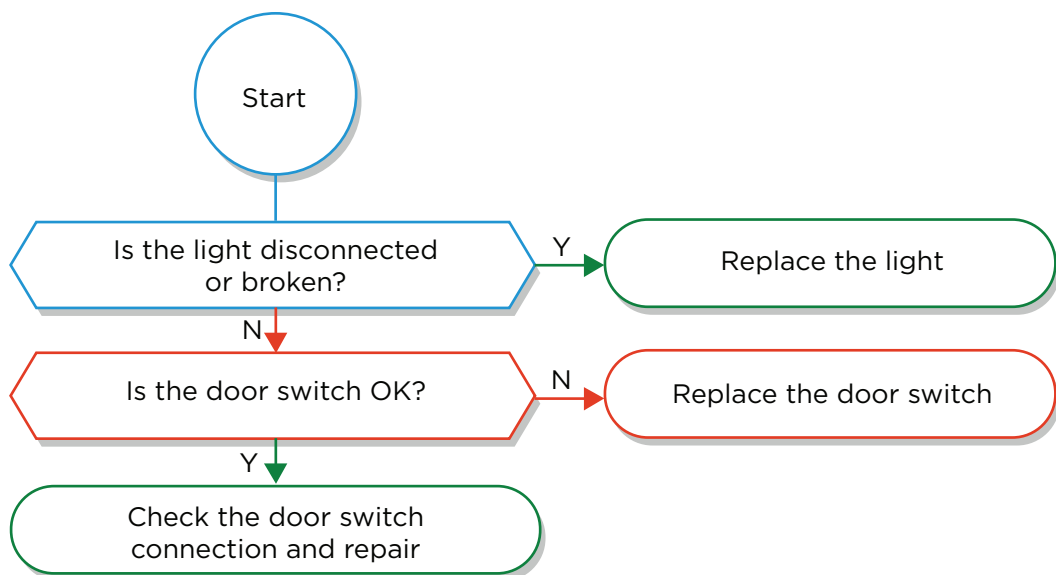 Start
Is the light disconnected
or broken?
Y
Replace the light
N
Is the door switch OK?
N
Replace the door switch
Y
Check the door switch
connection and repair